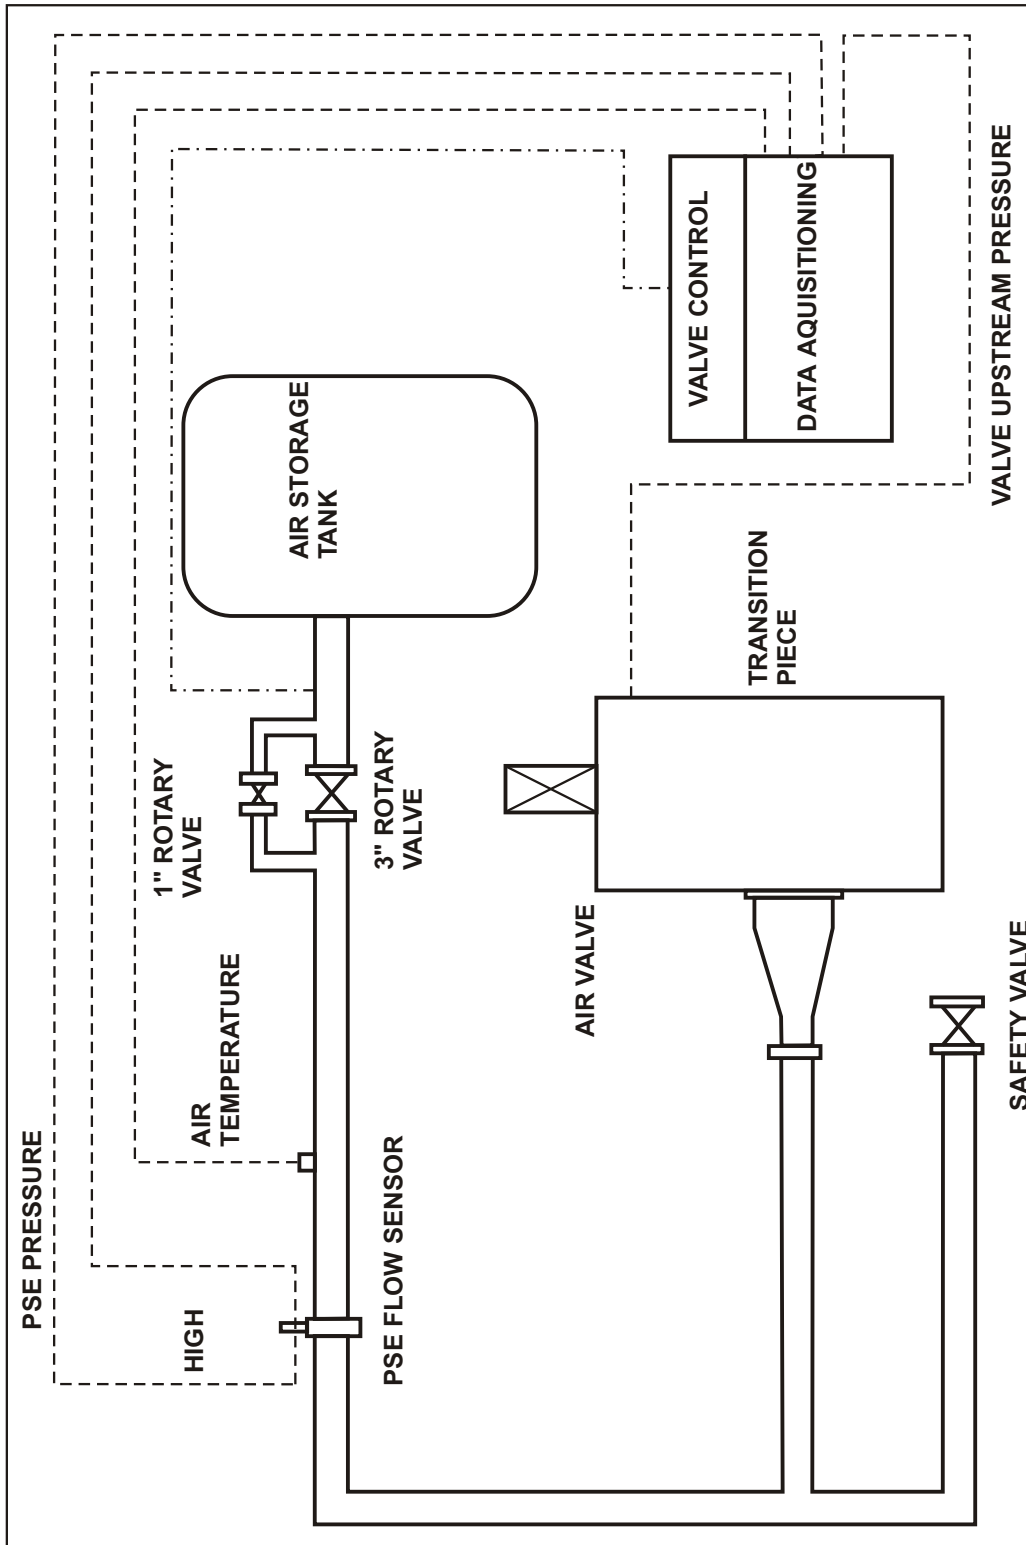 PSE PRESSURE
HIGH
AIR
TEMPERATURE
1" ROTARY
VALVE
PSE FLOW SENSOR
3" ROTARY
VALVE
AIR STORAGE
TANK
AIR VALVE
TRANSITION
PIECE
VALVE CONTROL
DATA AQUISITIONING
SAFETY VALVE
VALVE UPSTREAM PRESSURE